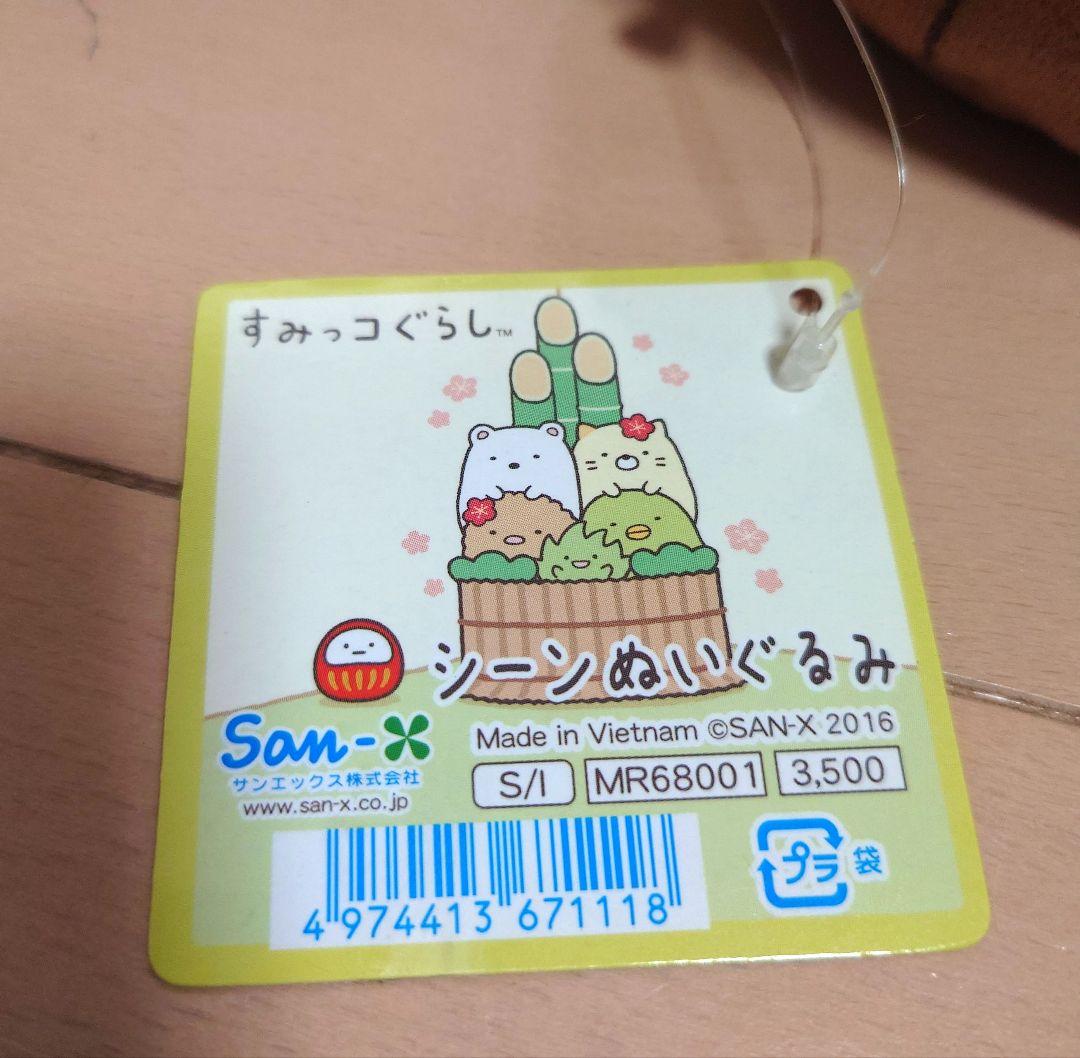 すみっコぐらし™
シーンぬいぐるみ
San-X
サンエックス株式会社
www.san-x.co.jp
Made in Vietnam ©SAN-X 2016
S/I MR68001 3,500
プラ 袋
4 974413 671118